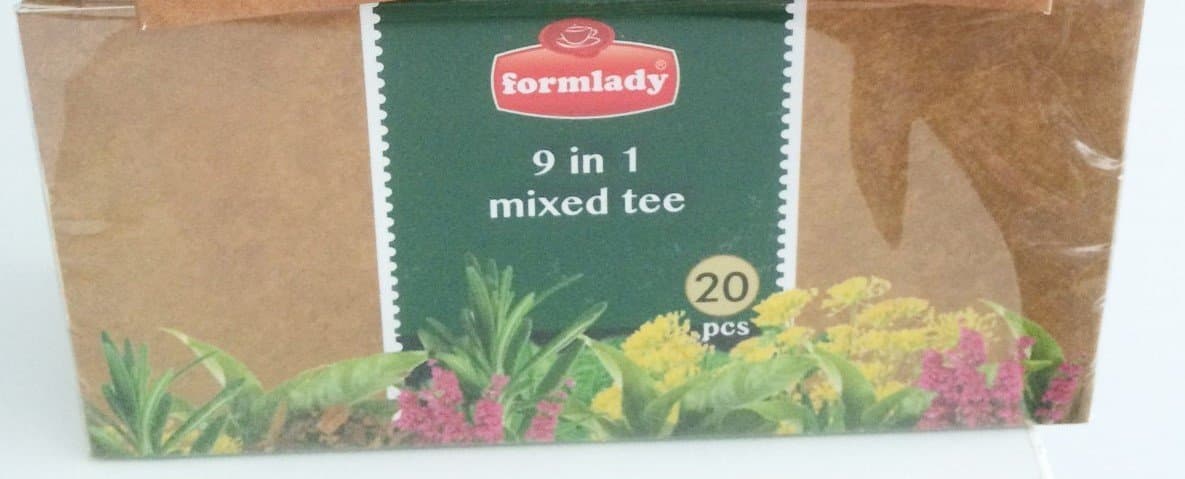 formlady®
9 in 1
mixed tee
20
pcs